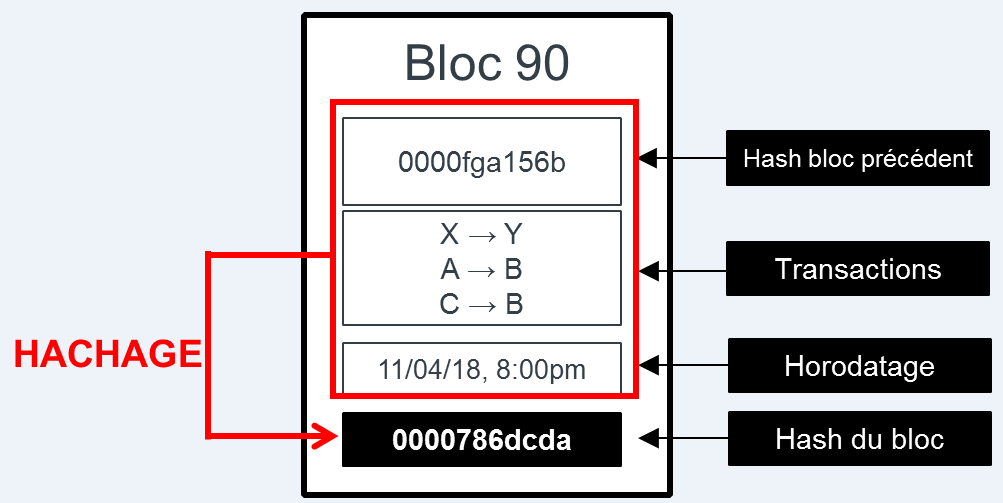 Bloc 90
0000fga156b
Hash bloc précédent
X → Y
A → B
C → B
Transactions
HACHAGE
11/04/18, 8:00pm
Horodatage
0000786dcda
Hash du bloc